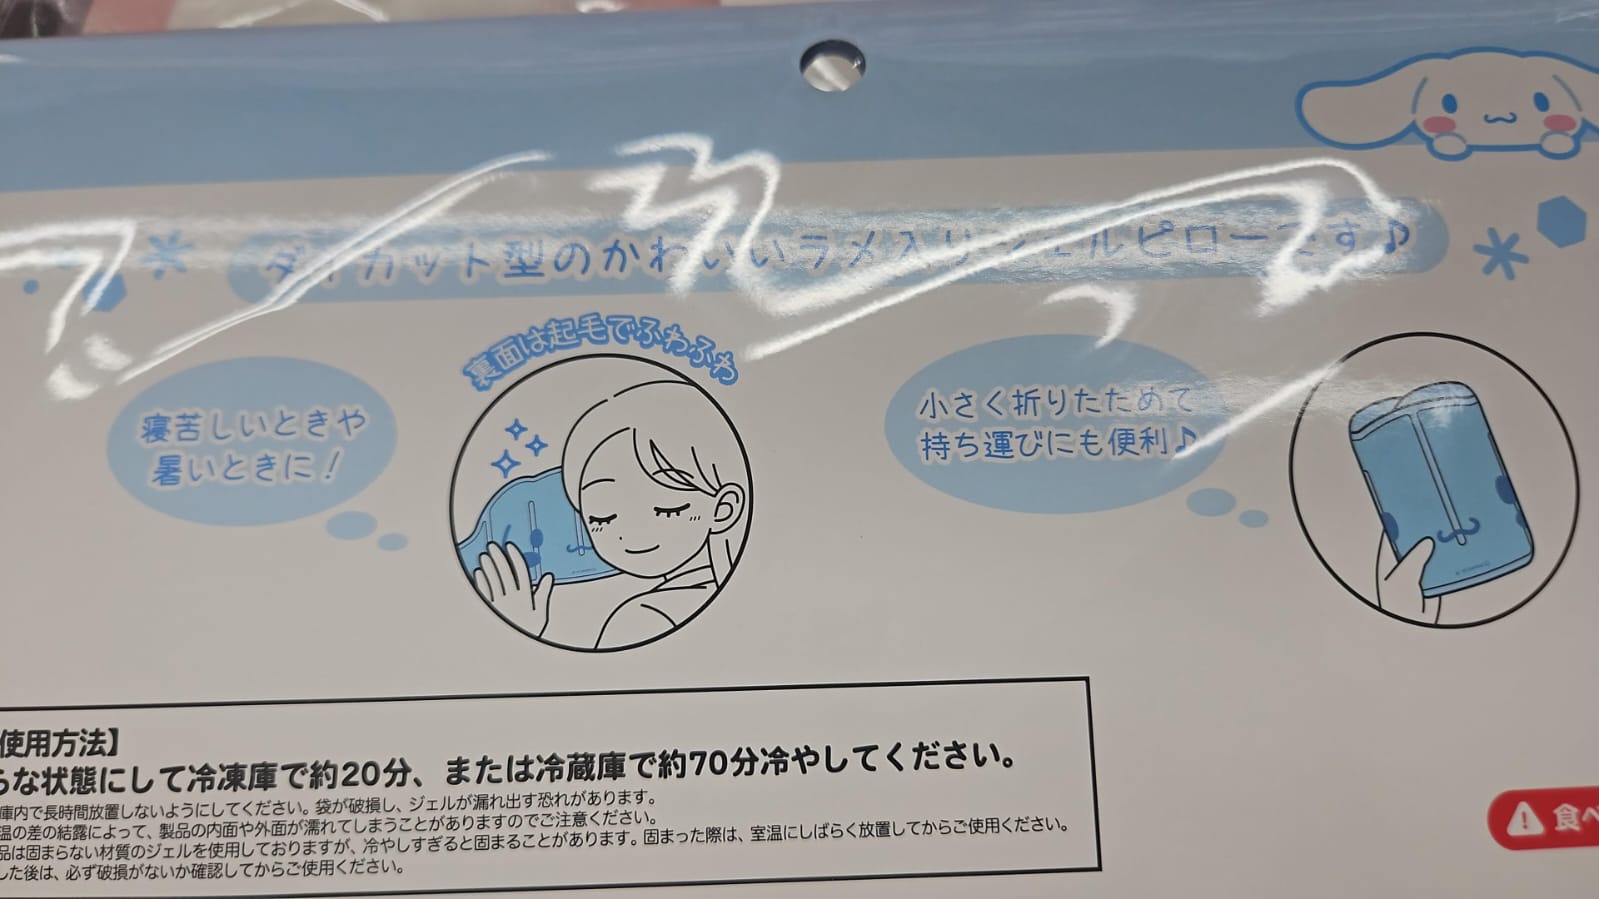 ダイカット型のかわいいラメ入りジェルピローです♪
裏面は起毛でふわふわ
寝苦しいときや
暑いときに！
小さく折りたためて
持ち運びにも便利♪
使用方法】
らな状態にして冷凍庫で約20分、または冷蔵庫で約70分冷やしてください。
庫内で長時間放置しないようにしてください。袋が破損し、ジェルが漏れ出す恐れがあります。
温の差の結露によって、製品の内面や外面が濡れてしまうことがありますのでご注意ください。
品は固まらない材質のジェルを使用しておりますが、冷やしすぎると固まることがあります。固まった際は、室温にしばらく放置してからご使用ください。
した後は、必ず破損がないか確認してからご使用ください。
食べ